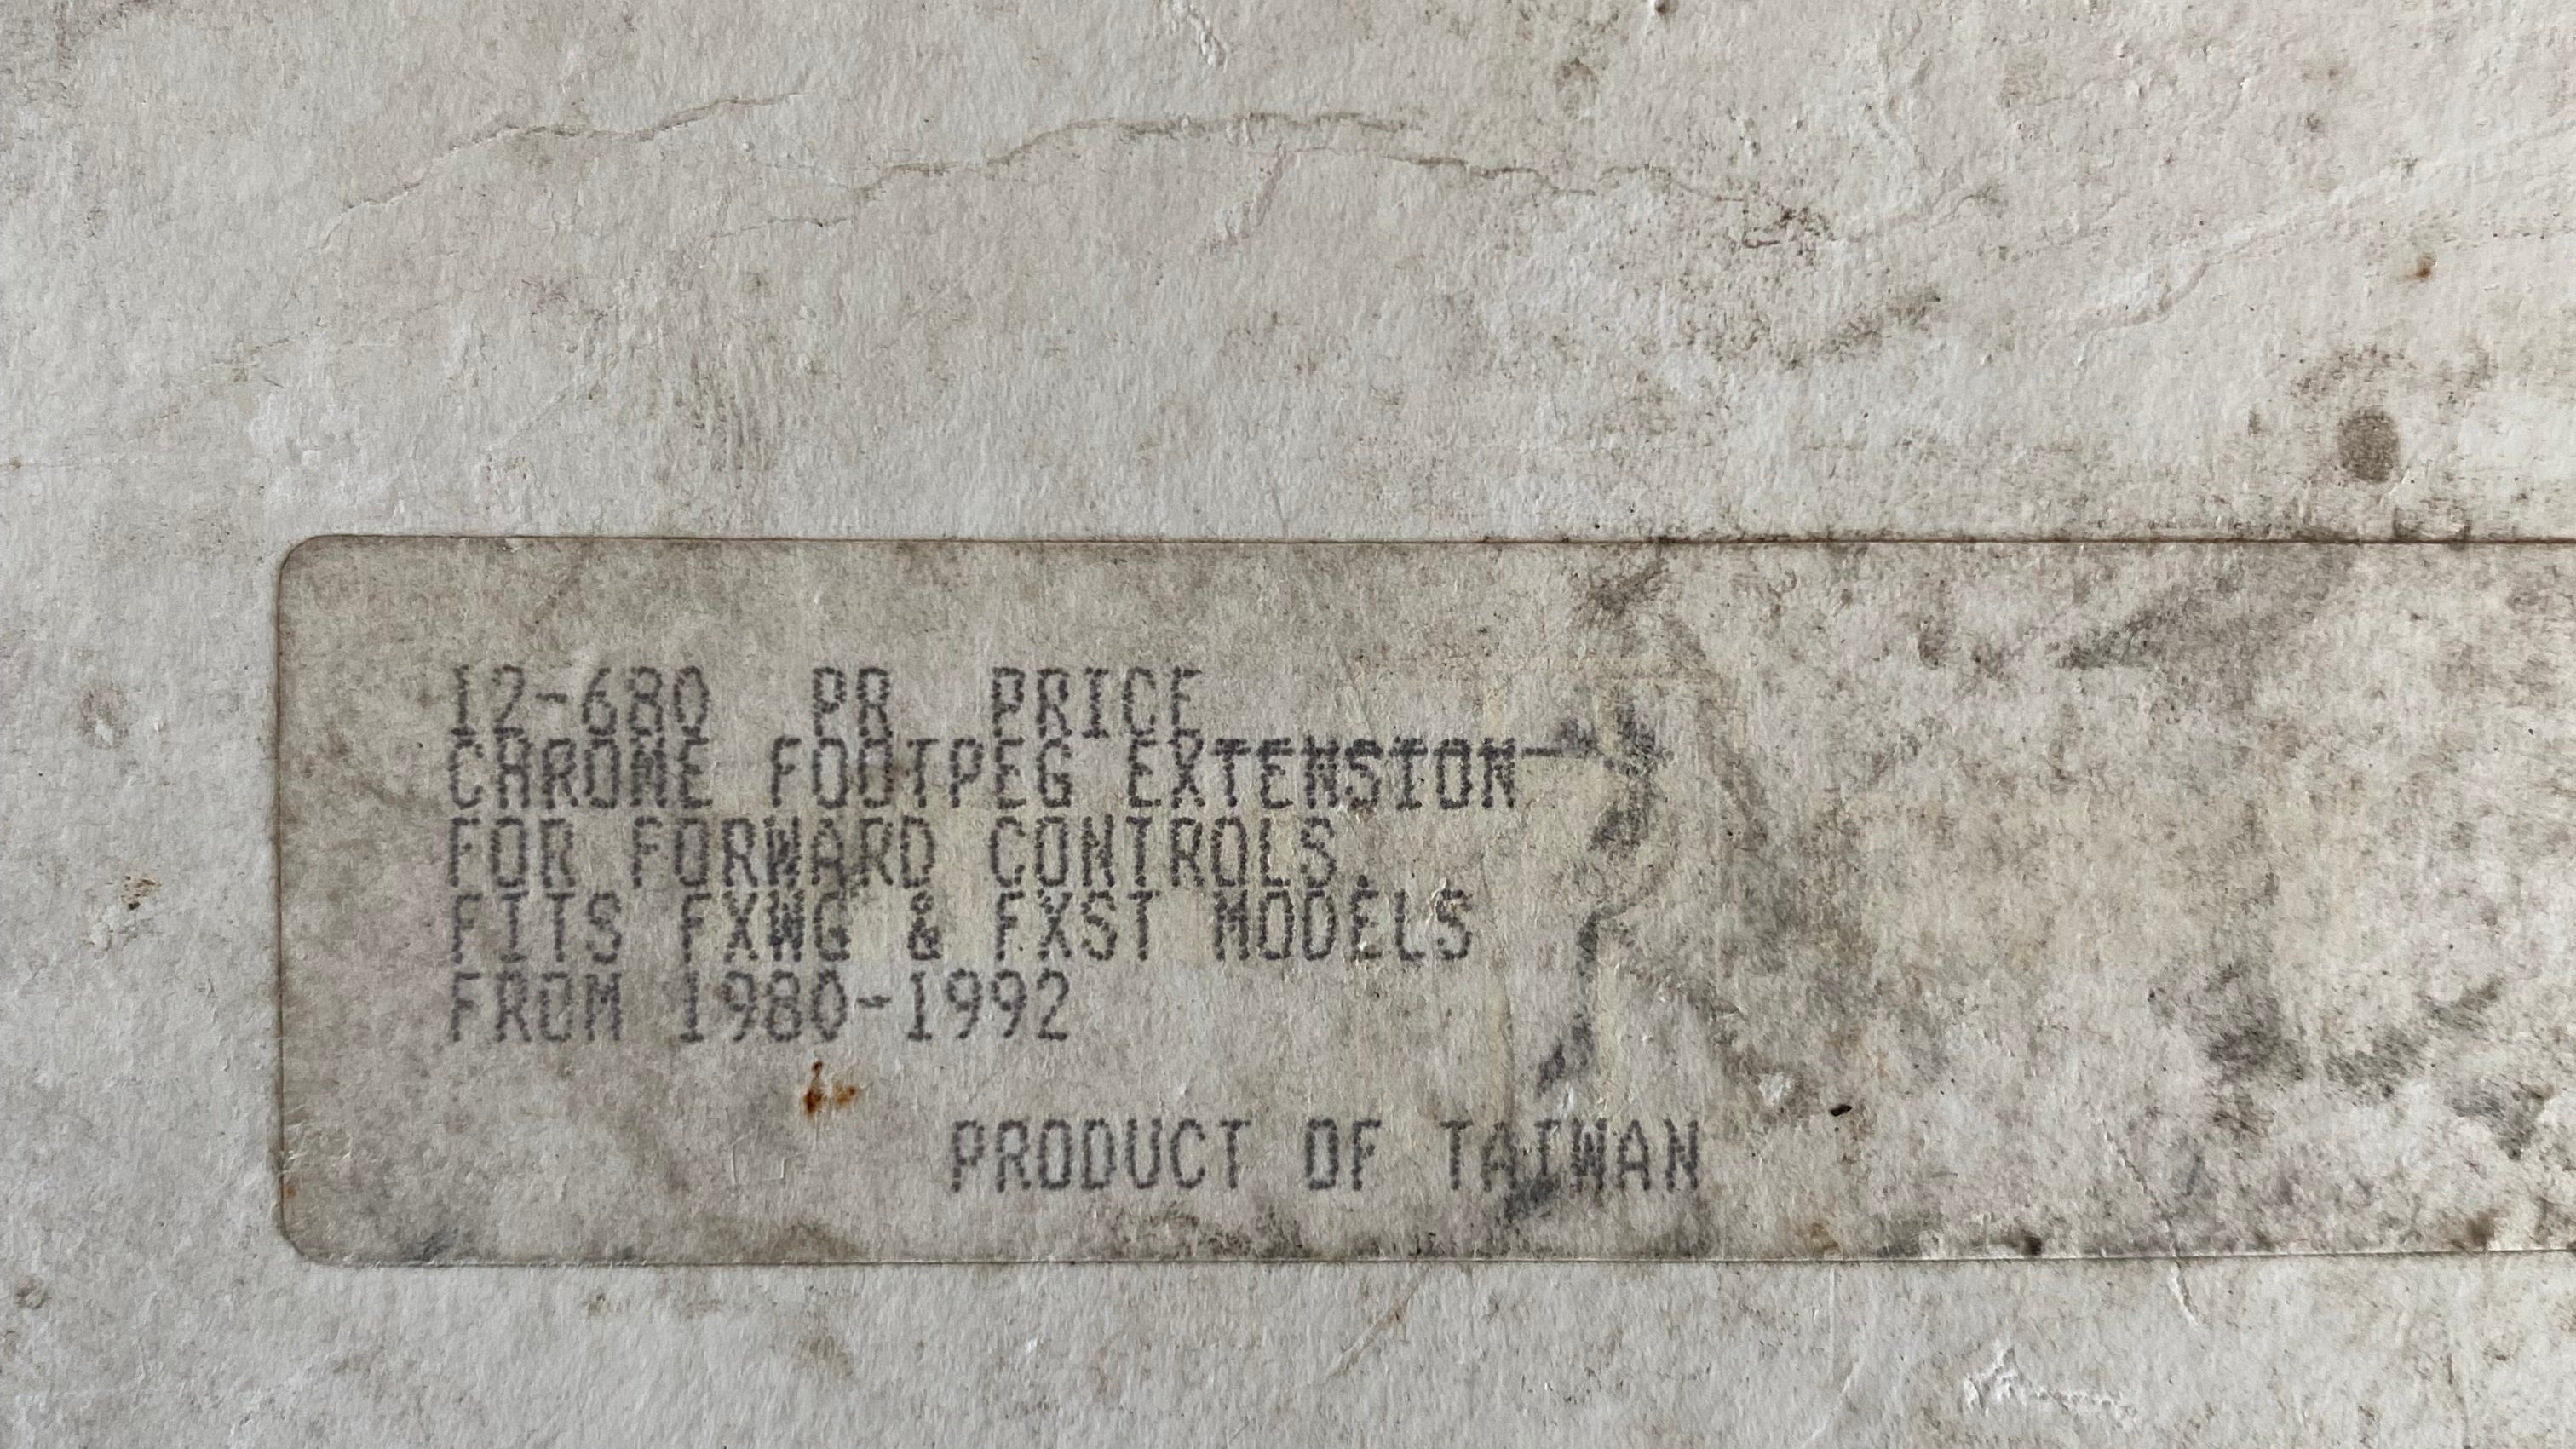 12-680 PR PRICE______
CHROME FOOTPEG EXTENSION
FOR FORWARD CONTROLS.
FITS FXWG & FXST MODELS
FROM 1980-1992
PRODUCT OF TAIWAN